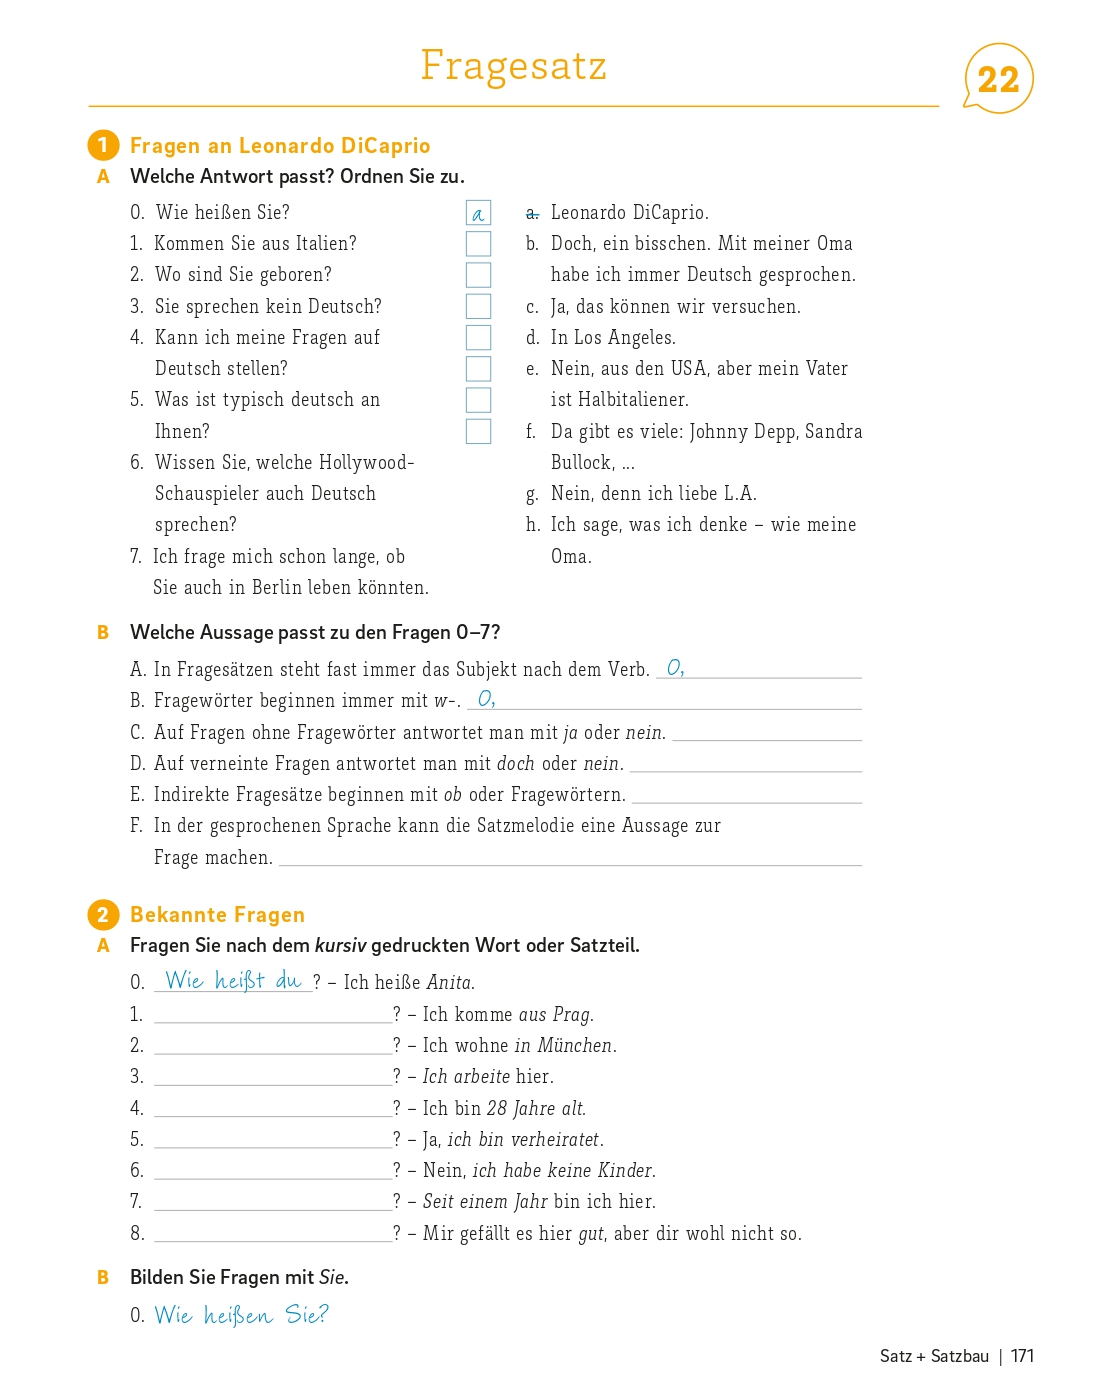 Fragesatz
22
1 Fragen an Leonardo DiCaprio
A Welche Antwort passt? Ordnen Sie zu.
0. Wie heißen Sie? a
1. Kommen Sie aus Italien?
2. Wo sind Sie geboren?
3. Sie sprechen kein Deutsch?
4. Kann ich meine Fragen auf
Deutsch stellen?
5. Was ist typisch deutsch an
Ihnen?
6. Wissen Sie, welche Hollywood-
Schauspieler auch Deutsch
sprechen?
7. Ich frage mich schon lange, ob
Sie auch in Berlin leben könnten.
a. Leonardo DiCaprio.
b. Doch, ein bisschen. Mit meiner Oma
habe ich immer Deutsch gesprochen.
c. Ja, das können wir versuchen.
d. In Los Angeles.
e. Nein, aus den USA, aber mein Vater
ist Halbitaliener.
f. Da gibt es viele: Johnny Depp, Sandra
Bullock, ...
g. Nein, denn ich liebe L.A.
h. Ich sage, was ich denke – wie meine
Oma.
B Welche Aussage passt zu den Fragen 0–7?
A. In Fragesätzen steht fast immer das Subjekt nach dem Verb. 0,
B. Fragewörter beginnen immer mit w-. 0,
C. Auf Fragen ohne Fragewörter antwortet man mit ja oder nein.
D. Auf verneinte Fragen antwortet man mit doch oder nein.
E. Indirekte Fragesätze beginnen mit ob oder Fragewörtern.
F. In der gesprochenen Sprache kann die Satzmelodie eine Aussage zur
Frage machen.
2 Bekannte Fragen
A Fragen Sie nach dem kursiv gedruckten Wort oder Satzteil.
0. Wie heißt du ? – Ich heiße Anita.
1. ? – Ich komme aus Prag.
2. ? – Ich wohne in München.
3. ? – Ich arbeite hier.
4. ? – Ich bin 28 Jahre alt.
5. ? – Ja, ich bin verheiratet.
6. ? – Nein, ich habe keine Kinder.
7. ? – Seit einem Jahr bin ich hier.
8. ? – Mir gefällt es hier gut, aber dir wohl nicht so.
B Bilden Sie Fragen mit Sie.
0. Wie heißen Sie?
Satz + Satzbau | 171